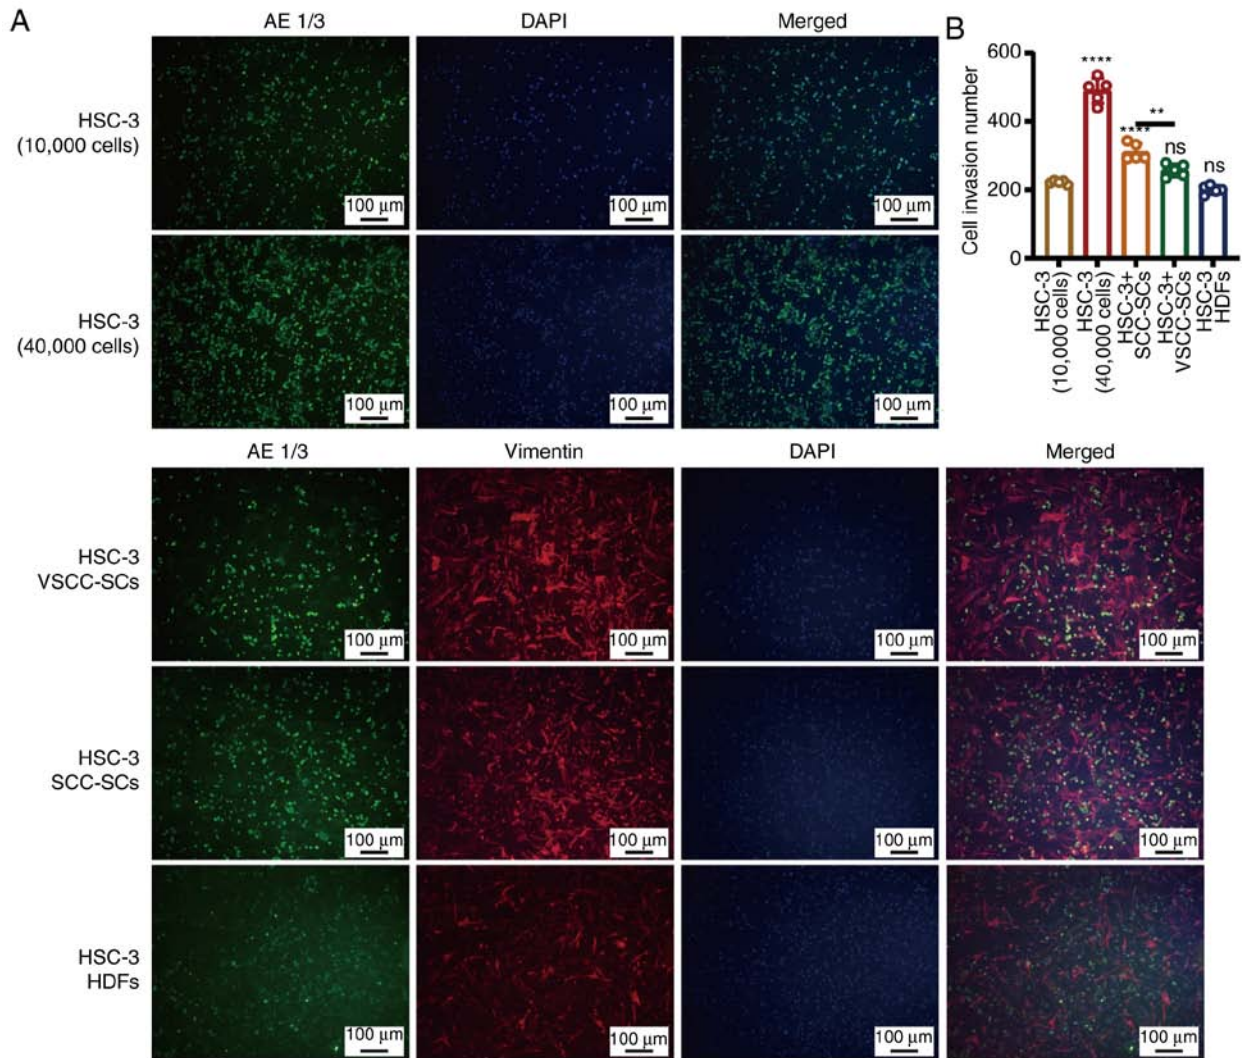 A
AE 1/3
DAPI
Merged
HSC-3
(10,000 cells)
100 μm
100 μm
100 μm
HSC-3
(40,000 cells)
100 μm
100 μm
100 μm
AE 1/3
Vimentin
DAPI
Merged
HSC-3
VSCC-SCs
100 μm
100 μm
100 μm
100 μm
HSC-3
SCC-SCs
100 μm
100 μm
100 μm
100 μm
HSC-3
HDFs
100 μm
100 μm
100 μm
100 μm
B
Cell invasion number
600
400
200
0
****
****
**
ns
ns
HSC-3
(10,000 cells)
HSC-3
(40,000 cells)
HSC-3+
SCC-SCs
HSC-3+
VSCC-SCs
HSC-3
HDFs